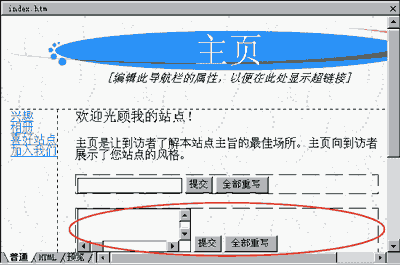 index.htm
主页
[编辑此导航栏的属性，以便在此处显示超链接]
兴趣
相册
喜好站点
加入我们
欢迎光顾我的站点！
主页是让到访者了解本站点主旨的最佳场所。主页向到访者
展示了您站点的风格。
提交 全部重写
提交 全部重写
普通 HTML 预览